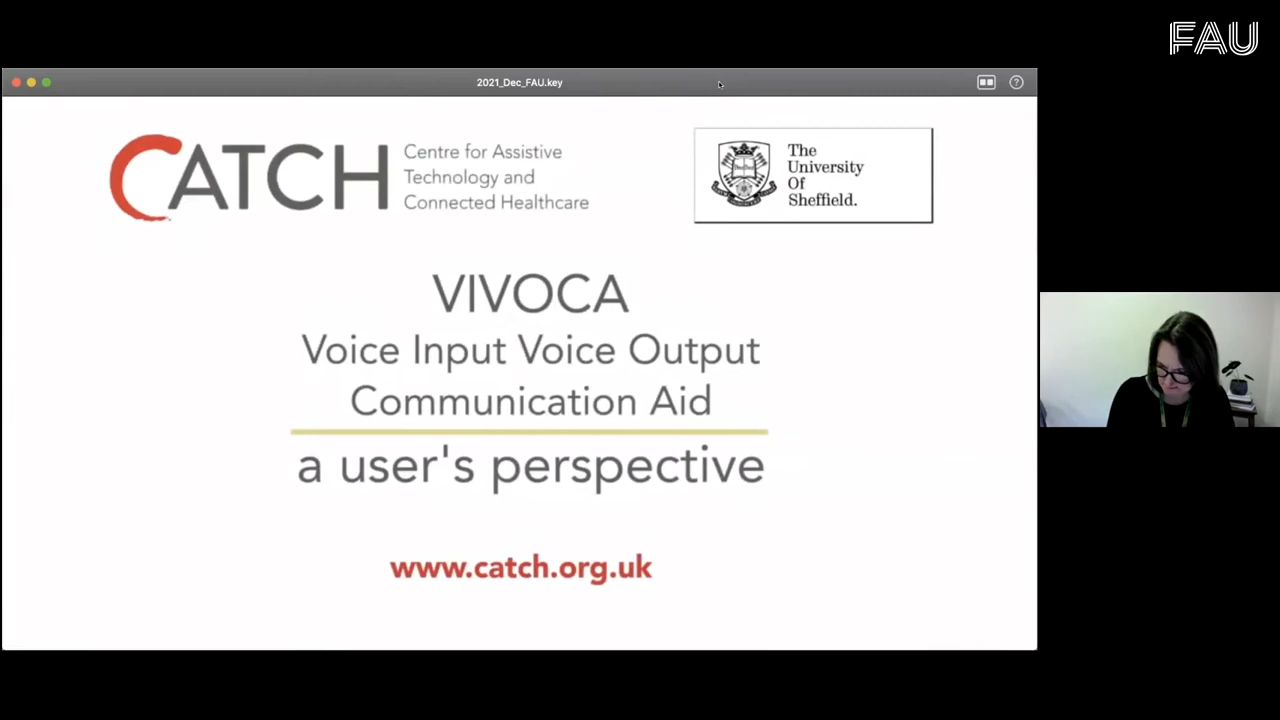 FAU
2021_Dec_FAU.key
CATCH
Centre for Assistive
Technology and
Connected Healthcare
The
University
Of
Sheffield.
VIVOCA
Voice Input Voice Output
Communication Aid
a user's perspective
www.catch.org.uk